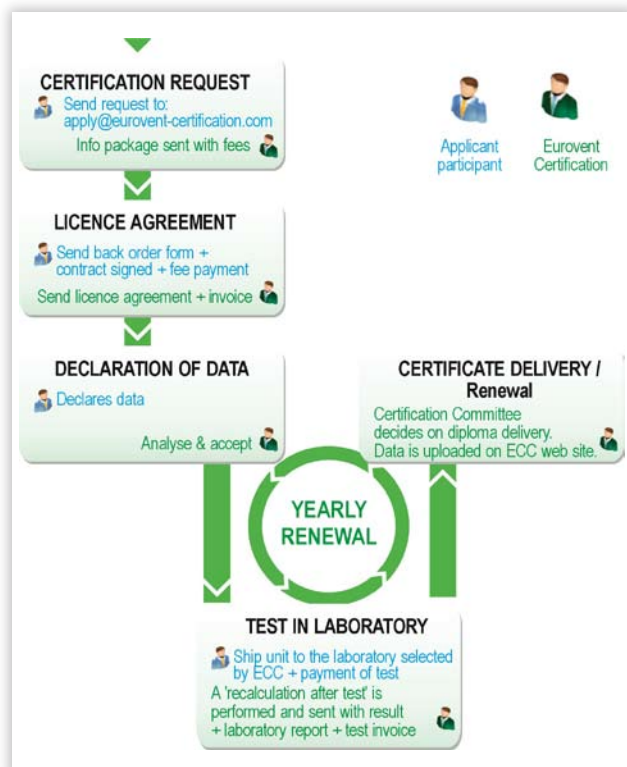 CERTIFICATION REQUEST
Send request to:
apply@eurovent-certification.com
Info package sent with fees
Applicant
participant
Eurovent
Certification
LICENCE AGREEMENT
Send back order form +
contract signed + fee payment
Send licence agreement + invoice
DECLARATION OF DATA
Declares data
Analyse & accept
CERTIFICATE DELIVERY /
Renewal
Certification Committee
decides on diploma delivery.
Data is uploaded on ECC web site.
YEARLY
RENEWAL
TEST IN LABORATORY
Ship unit to the laboratory selected
by ECC + payment of test
A 'recalculation after test' is
performed and sent with result
+ laboratory report + test invoice